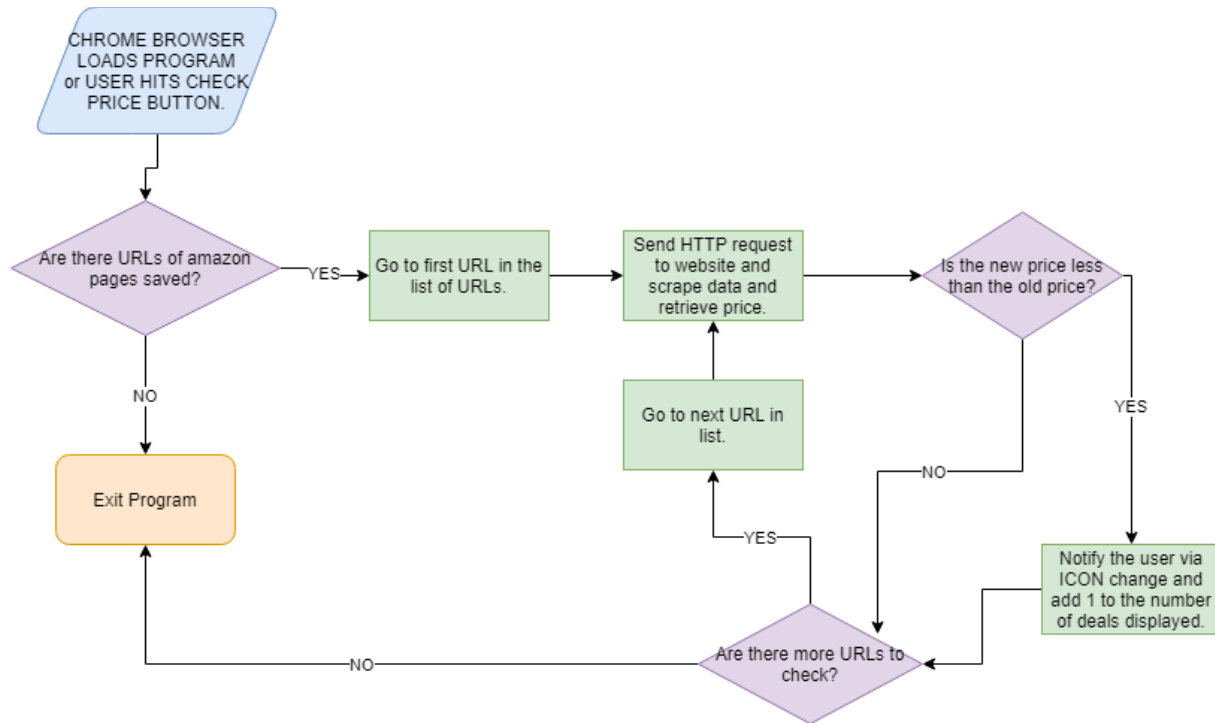 CHROME BROWSER
LOADS PROGRAM
or USER HITS CHECK
PRICE BUTTON.
Are there URLs of amazon
pages saved?
YES
Go to first URL in the
list of URLs.
Send HTTP request
to website and
scrape data and
retrieve price.
Is the new price less
than the old price?
NO
YES
Go to next URL in
list.
NO
Exit Program
YES
Notify the user via
ICON change and
add 1 to the number
of deals displayed.
Are there more URLs to
check?
NO